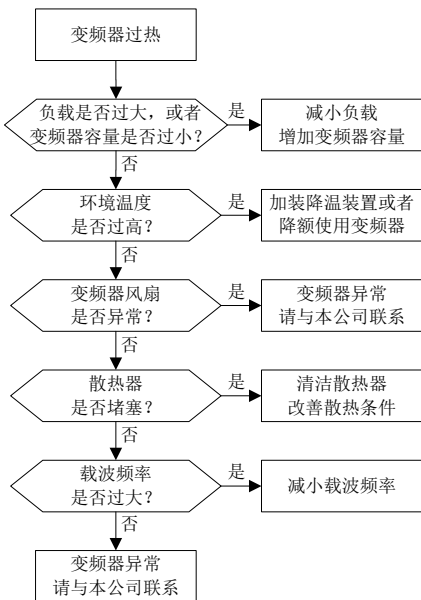 变频器过热
负载是否过大，或者
变频器容量是否过小？
是
减小负载
增加变频器容量
否
环境温度
是否过高？
是
加装降温装置或者
降额使用变频器
否
变频器风扇
是否异常？
是
变频器异常
请与本公司联系
否
散热器
是否堵塞？
是
清洁散热器
改善散热条件
否
载波频率
是否过大？
是
减小载波频率
否
变频器异常
请与本公司联系